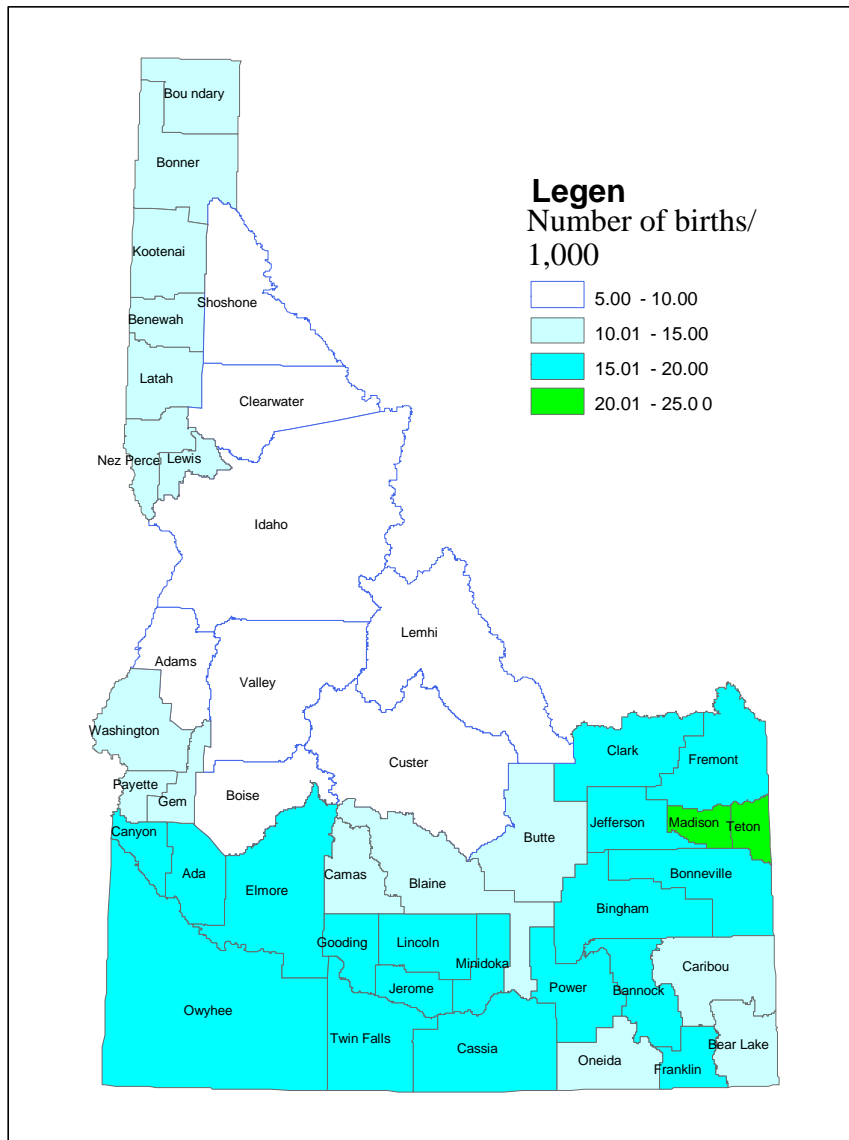 Bou ndary
Bonner
Legen
Number of births/
1,000
Kootenai
5.00 - 10.00
Shoshone
10.01 - 15.00
Benewah
15.01 - 20.00
Latah
20.01 - 25.0 0
Clearwater
Nez Perce
Lewis
Idaho
Lemhi
Adams
Valley
Washington
Clark
Fremont
Custer
Payette
Boise
Gem
Madison
Teton
Jefferson
Canyon
Butte
Ada
Bonneville
Camas
Blaine
Elmore
Bingham
Gooding
Lincoln
Minidoka
Caribou
Jerome
Power
Bannock
Owyhee
Twin Falls
Bear Lake
Cassia
Oneida
Franklin